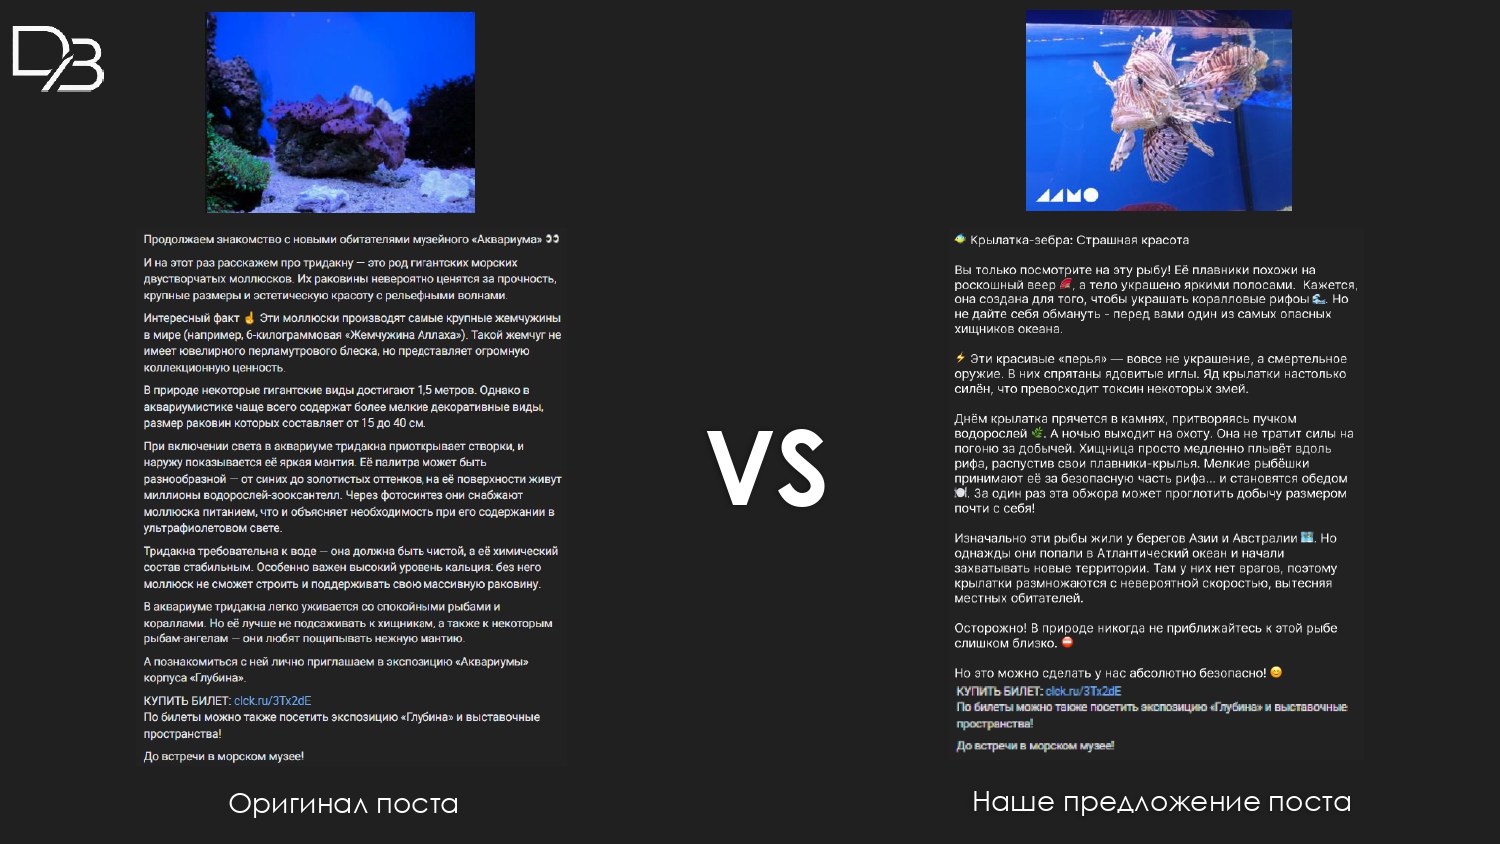 DB
ДДМО
Продолжаем знакомство с новыми обитателями музейного «Аквариума» 👀
И на этот раз расскажем про тридакну — это род гигантских морских
двустворчатых моллюсков. Их раковины невероятно ценятся за прочность,
крупные размеры и эстетическую красоту с рельефными волнами.
Интересный факт ☝ Эти моллюски производят самые крупные жемчужины
в мире (например, 6-килограммовая «Жемчужина Аллаха»). Такой жемчуг не
имеет ювелирного перламутрового блеска, но представляет огромную
коллекционную ценность.
В природе некоторые гигантские виды достигают 1,5 метров. Однако в
аквариумистике чаще всего содержат более мелкие декоративные виды,
размер раковин которых составляет от 15 до 40 см.
При включении света в аквариуме тридакна приоткрывает створки, и
наружу показывается её яркая мантия. Её палитра может быть
разнообразной — от синих до золотистых оттенков, на её поверхности живут
миллионы водорослей-зооксантелл. Через фотосинтез они снабжают
моллюска питанием, что и объясняет необходимость при его содержании в
ультрафиолетовом свете.
Тридакна требовательна к воде — она должна быть чистой, а её химический
состав стабильным. Особенно важен высокий уровень кальция: без него
моллюск не сможет строить и поддерживать свою массивную раковину.
В аквариуме тридакна легко уживается со спокойными рыбами и
кораллами. Но её лучше не подсаживать к хищникам, а также к некоторым
рыбам-ангелам — они любят пощипывать нежную мантию.
А познакомиться с ней лично приглашаем в экспозицию «Аквариумы»
корпуса «Глубина».
КУПИТЬ БИЛЕТ: clck.ru/3Tx2dE
По билеты можно также посетить экспозицию «Глубина» и выставочные
пространства!
До встречи в морском музее!
Оригинал поста
VS
🐠 Крылатка-зебра: Страшная красота
Вы только посмотрите на эту рыбу! Её плавники похожи на
роскошный веер 🪭, а тело украшено яркими полосами. Кажется,
она создана для того, чтобы украшать коралловые рифоы 🌊. Но
не дайте себя обмануть - перед вами один из самых опасных
хищников океана.
⚡ Эти красивые «перья» — вовсе не украшение, а смертельное
оружие. В них спрятаны ядовитые иглы. Яд крылатки настолько
силён, что превосходит токсин некоторых змей.
Днём крылатка прячется в камнях, притворяясь пучком
водорослей 🌿. А ночью выходит на охоту. Она не тратит силы на
погоню за добычей. Хищница просто медленно плывёт вдоль
рифа, распустив свои плавники-крылья. Мелкие рыбёшки
принимают её за безопасную часть рифа... и становятся обедом
🍽. За один раз эта обжора может проглотить добычу размером
почти с себя!
Изначально эти рыбы жили у берегов Азии и Австралии 🗺. Но
однажды они попали в Атлантический океан и начали
захватывать новые территории. Там у них нет врагов, поэтому
крылатки размножаются с невероятной скоростью, вытесняя
местных обитателей.
Осторожно! В природе никогда не приближайтесь к этой рыбе
слишком близко. ⛔
Но это можно сделать у нас абсолютно безопасно! 😊
КУПИТЬ БИЛЕТ: clck.ru/3Tx2dE
По билеты можно также посетить экспозицию «Глубина» и выставочные
пространства!
До встречи в морском музее!
Наше предложение поста